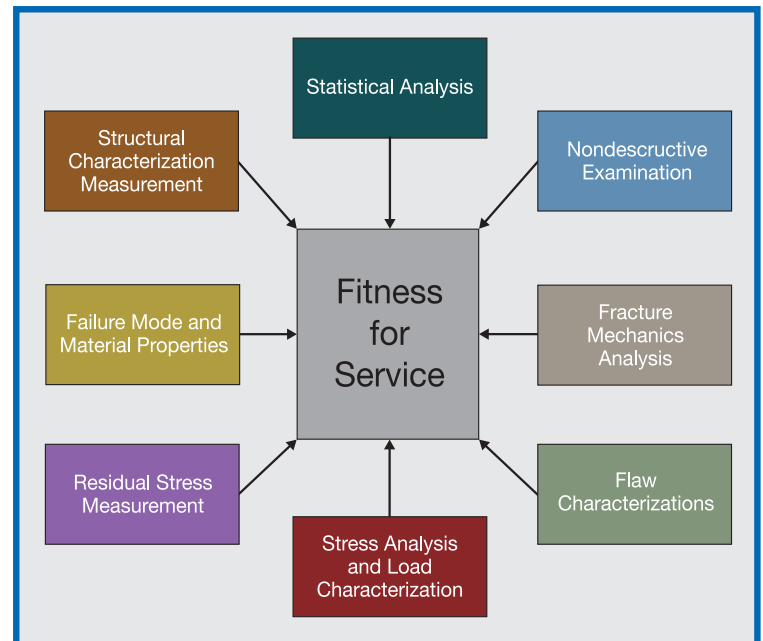 Statistical Analysis
Structural
Characterization
Measurement
Nondescructive
Examination
Fitness
for
Service
Failure Mode and
Material Properties
Fracture
Mechanics
Analysis
Residual Stress
Measurement
Flaw
Characterizations
Stress Analysis
and Load
Characterization